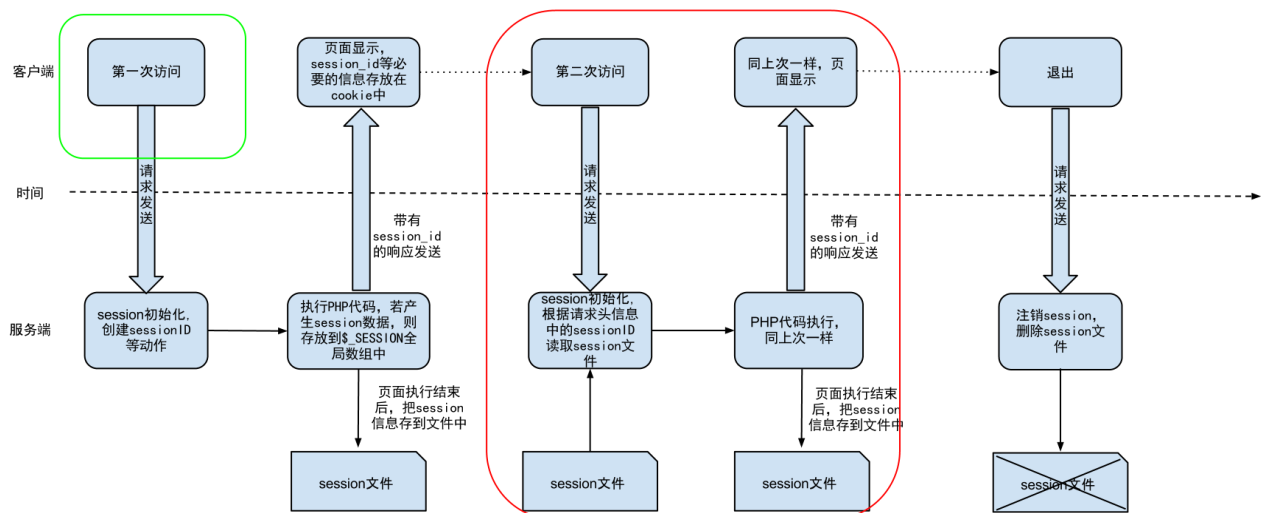 客户端
第一次访问
页面显示,
session_id等必
要的信息存放在
cookie中
第二次访问
同上次一样，页
面显示
退出
请
求
发
送
请
求
发
送
请
求
发
送
时间
带有
session_id
的响应发送
带有
session_id
的响应发送
服务端
session初始化,
创建sessionID
等动作
执行PHP代码，若产
生session数据，则
存放到$_SESSION全
局数组中
session初始化,
根据请求头信息
中的sessionID
读取session文
件
PHP代码执行，
同上次一样
注销session，
删除session文
件
页面执行结束
后，把session
信息存到文件中
页面执行结束
后，把session
信息存到文件中
session文件
session文件
session文件
session文件